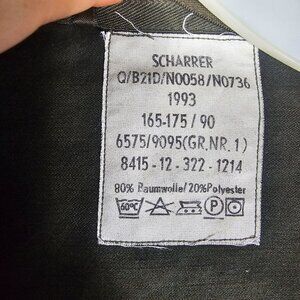 SCHARRER
Q/B21D/N0058/N0736
1993
165-175 / 90
6575/9095(GR.NR.1)
8415-12-322-1214
80% Baumwolle/20%Polyester
60°C P